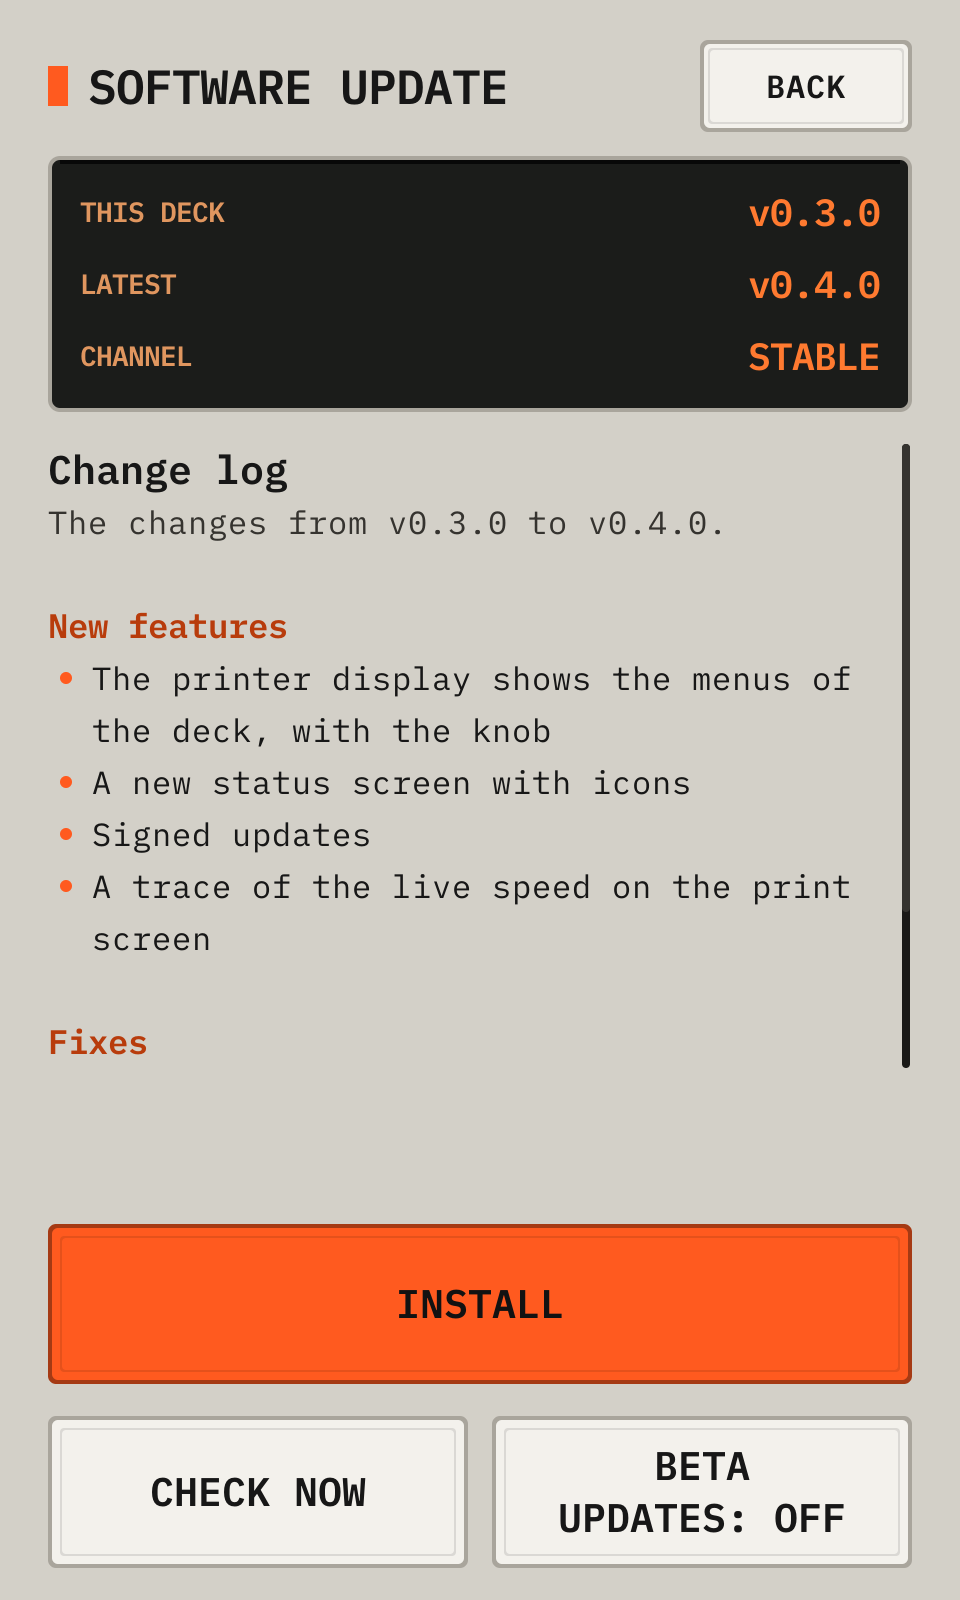 SOFTWARE UPDATE
BACK
THIS DECK
v0.3.0
LATEST
v0.4.0
CHANNEL
STABLE
Change log
The changes from v0.3.0 to v0.4.0.
New features
• The printer display shows the menus of
the deck, with the knob
• A new status screen with icons
• Signed updates
• A trace of the live speed on the print
screen
Fixes
INSTALL
CHECK NOW
BETA
UPDATES: OFF